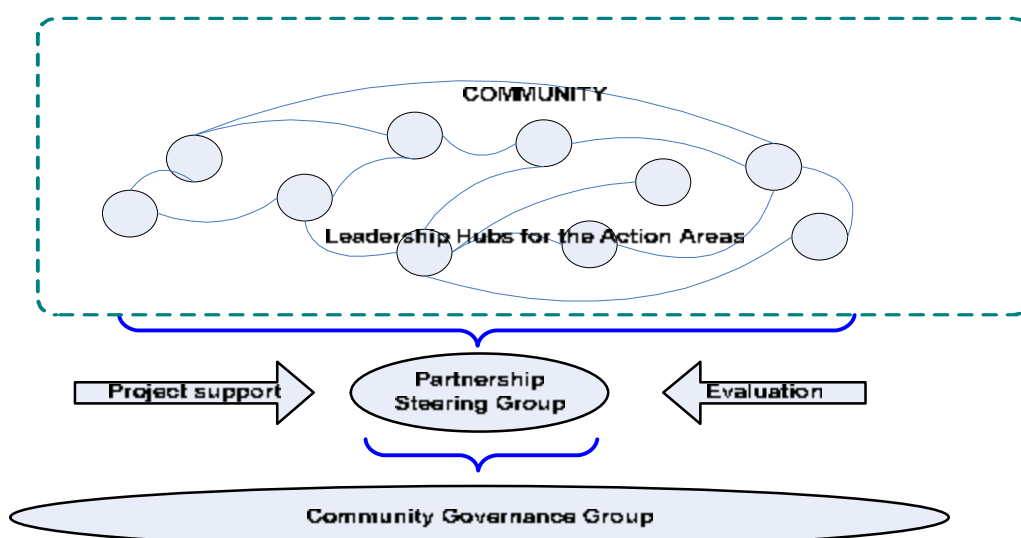 COMMUNITY
Leadership Hubs for the Action Areas
Project support
Partnership
Steering Group
Evaluation
Community Governance Group